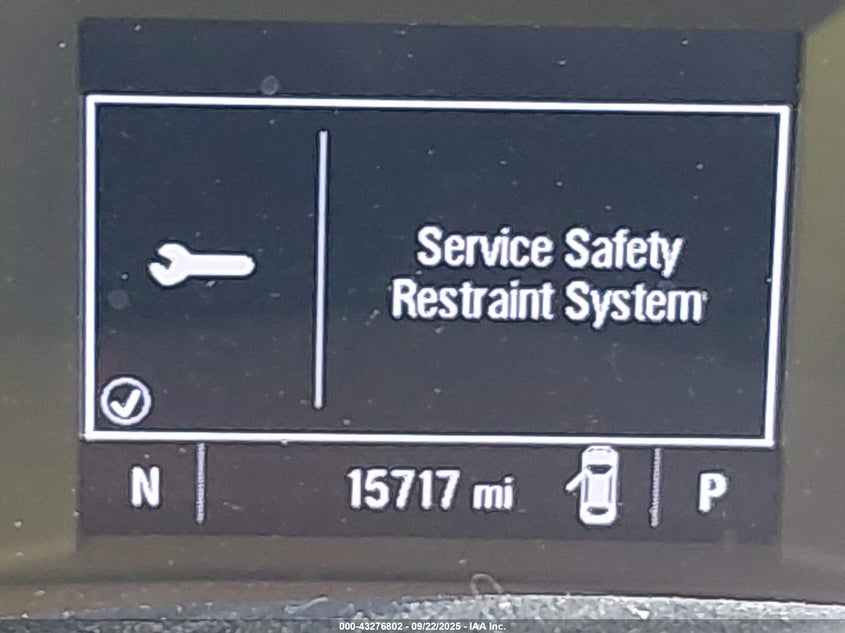 Service Safety
Restraint System
N 15717 mi P
000-43276802 - 09/22/2025 - IAA Inc.